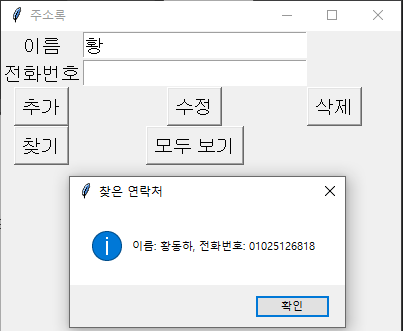 주소록
이름 황
전화번호
추가 수정 삭제
찾기 모두 보기
찾은 연락처
이름: 황동하, 전화번호: 01025126818
확인